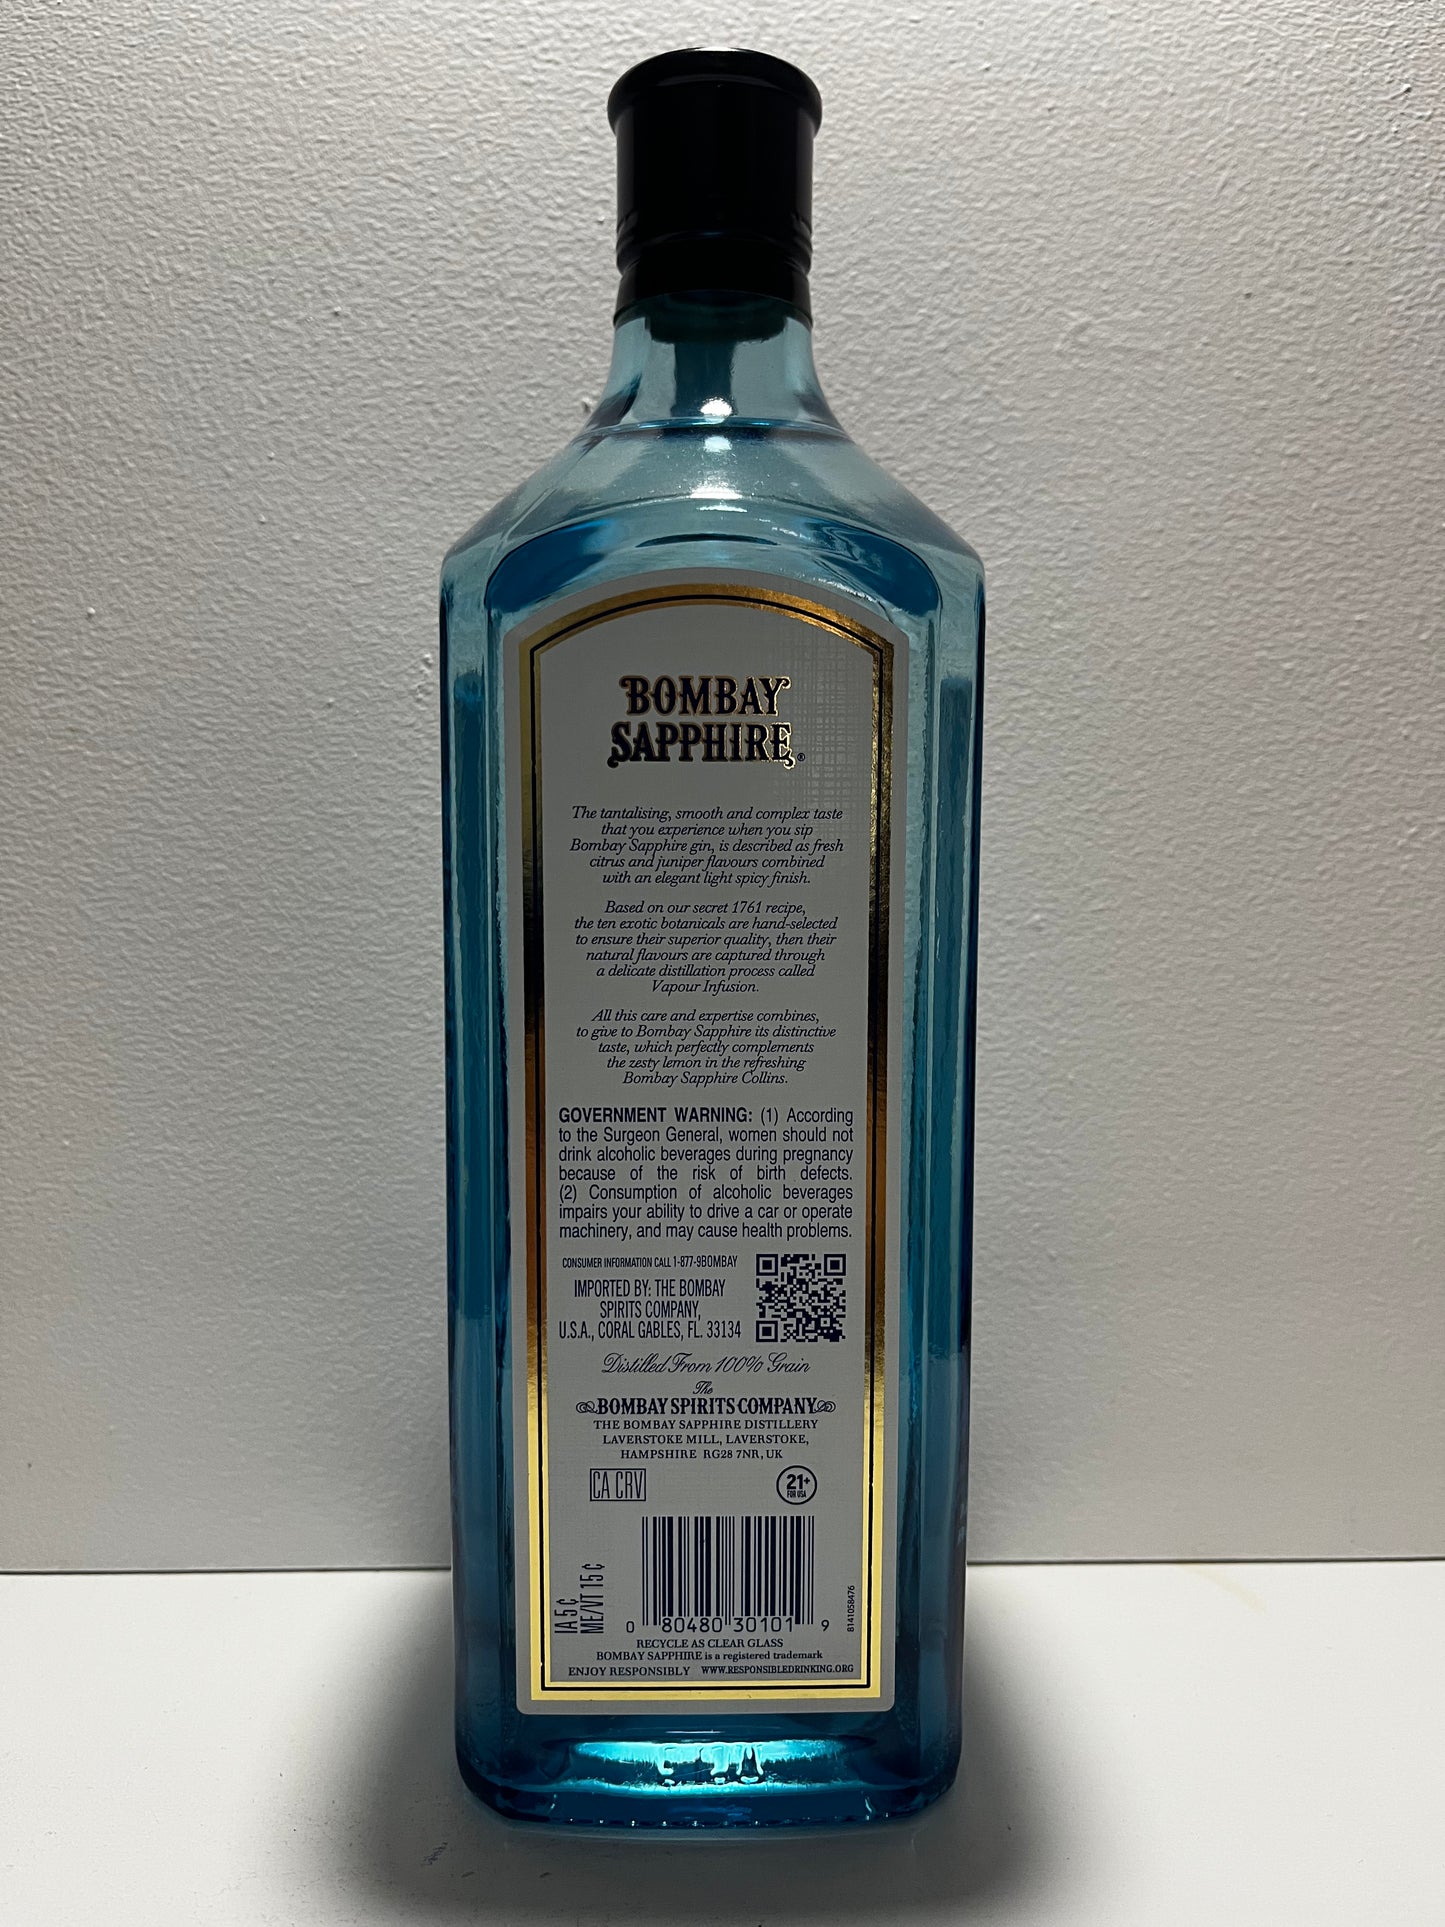 BOMBAY
SAPPHIRE®
The tantalising, smooth and complex taste
that you experience when you sip
Bombay Sapphire gin, is described as fresh
citrus and juniper flavours combined
with an elegant light spicy finish.
Based on our secret 1761 recipe,
the ten exotic botanicals are hand-selected
to ensure their superior quality, then their
natural flavours are captured through
a delicate distillation process called
Vapour Infusion.
All this care and expertise combines,
to give to Bombay Sapphire its distinctive
taste, which perfectly complements
the zesty lemon in the refreshing
Bombay Sapphire Collins.
GOVERNMENT WARNING: (1) According
to the Surgeon General, women should not
drink alcoholic beverages during pregnancy
because of the risk of birth defects.
(2) Consumption of alcoholic beverages
impairs your ability to drive a car or operate
machinery, and may cause health problems.
CONSUMER INFORMATION CALL 1-877-9BOMBAY
IMPORTED BY: THE BOMBAY
SPIRITS COMPANY,
U.S.A., CORAL GABLES, FL. 33134
Distilled From 100% Grain
The
BOMBAY SPIRITS COMPANY
THE BOMBAY SAPPHIRE DISTILLERY
LAVERSTOKE MILL, LAVERSTOKE,
HAMPSHIRE RG28 7NR, UK
CA CRV
21+
FOR USA
IA 5 ¢
ME/VT 15 ¢
0 80480 30101 9
8141058476
RECYCLE AS CLEAR GLASS
BOMBAY SAPPHIRE is a registered trademark
ENJOY RESPONSIBLY WWW.RESPONSIBLEDRINKING.ORG